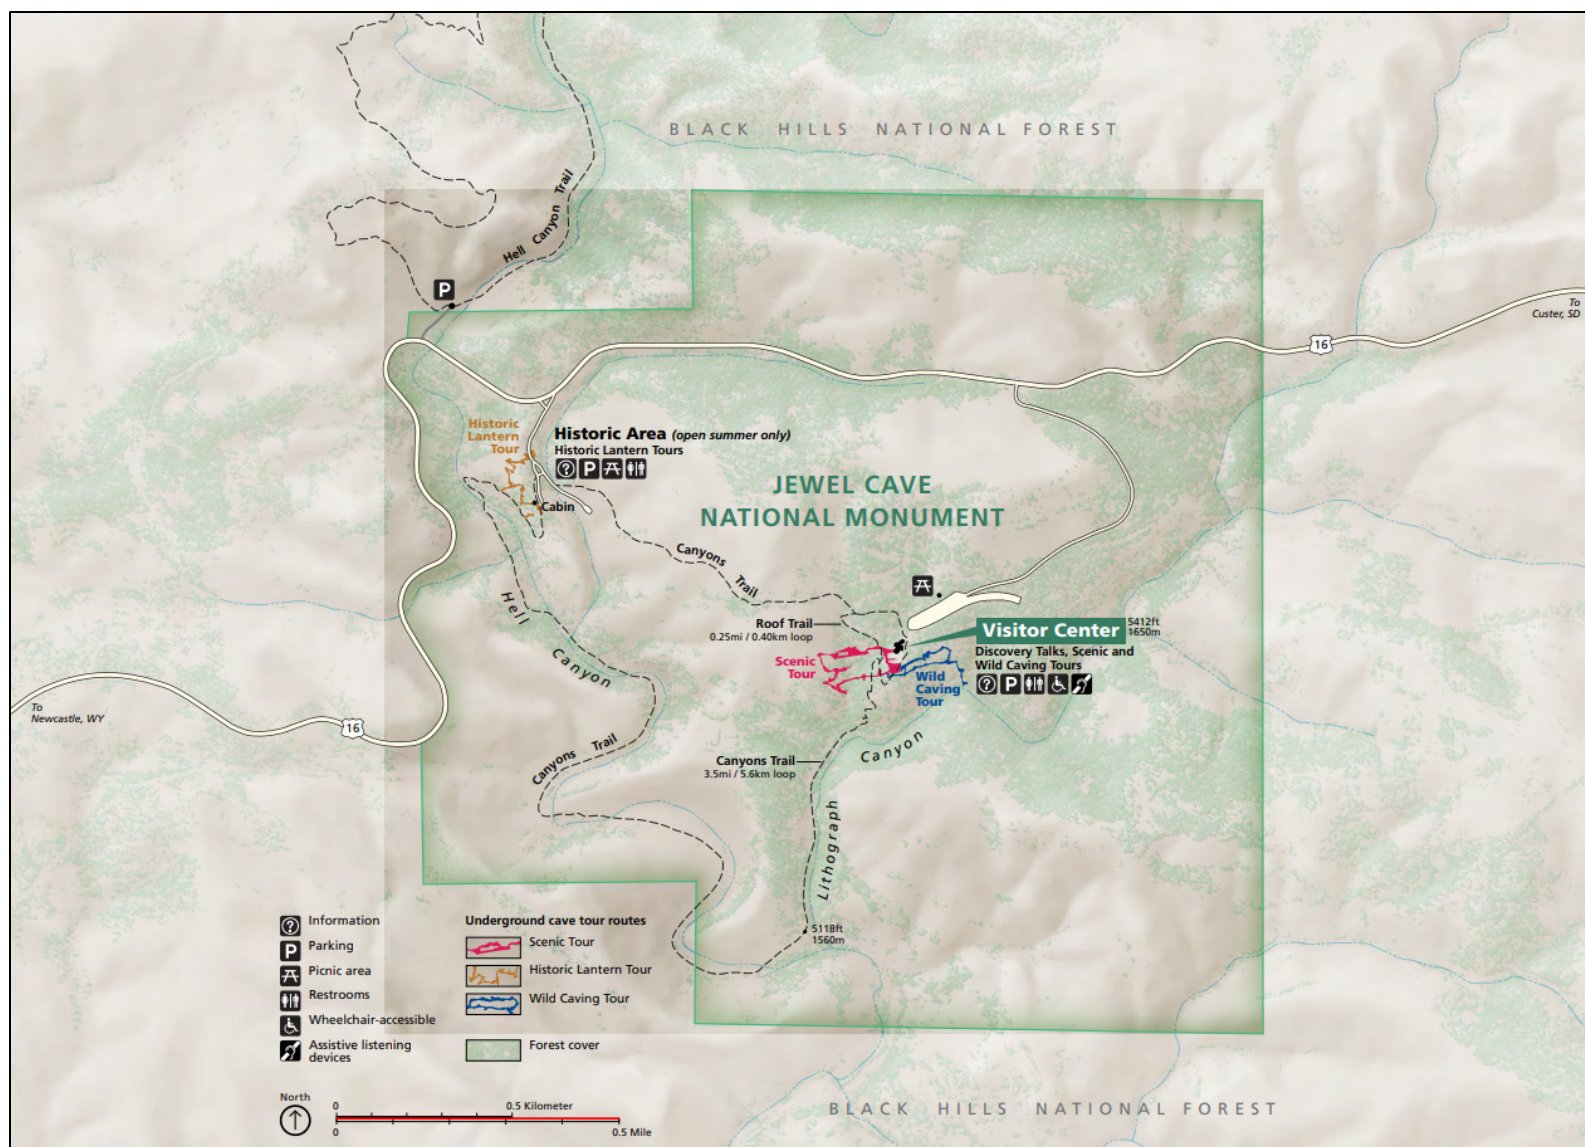 BLACK HILLS NATIONAL FOREST
Hell Canyon Trail
P
To
Custer, SD
16
Historic
Lantern
Tour
Historic Area (open summer only)
Historic Lantern Tours
?
P
Cabin
JEWEL CAVE
NATIONAL MONUMENT
Canyons Trail
Hell Canyon
Roof Trail
0.25mi / 0.40km loop
Visitor Center
5412ft
1650m
Discovery Talks, Scenic and
Wild Caving Tours
?
P
Scenic
Tour
Wild
Caving
Tour
To
Newcastle, WY
16
Canyons Trail
Canyons Trail
3.5mi / 5.6km loop
Lithograph Canyon
5118ft
1560m
? Information
P Parking
Picnic area
Restrooms
Wheelchair-accessible
Assistive listening
devices
Underground cave tour routes
Scenic Tour
Historic Lantern Tour
Wild Caving Tour
Forest cover
North
0 0.5 Kilometer
0 0.5 Mile
BLACK HILLS NATIONAL FOREST